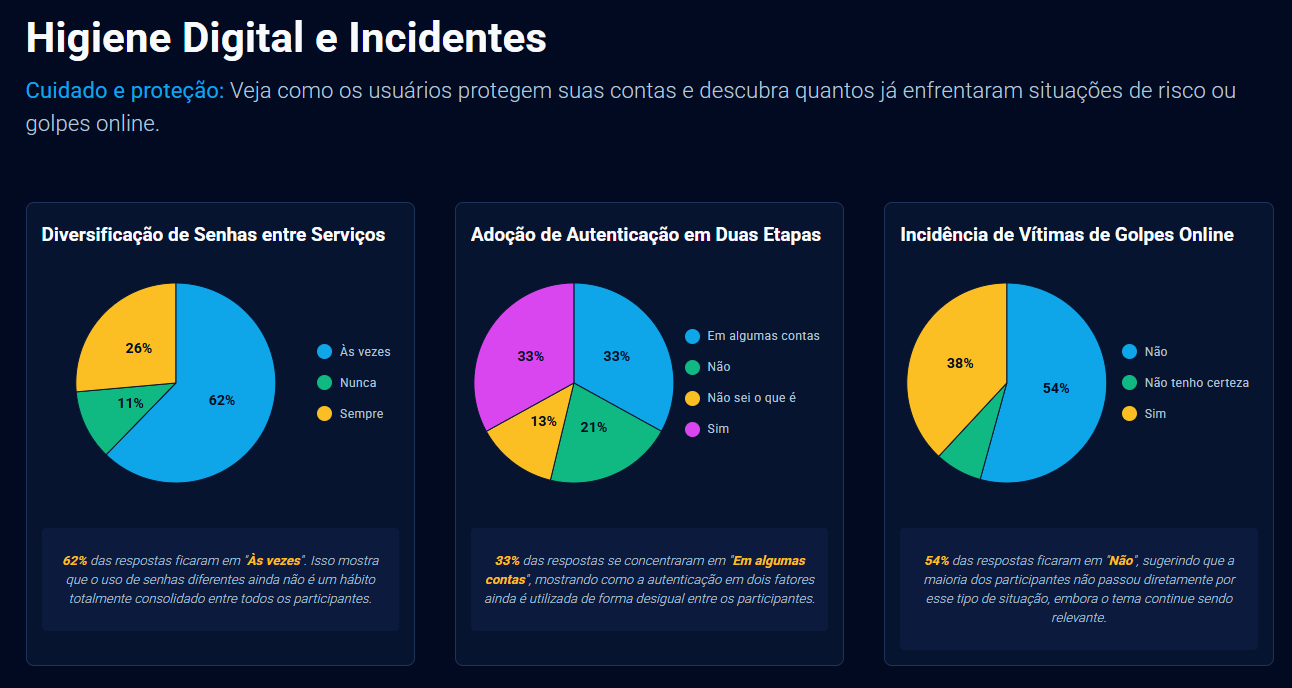 Higiene Digital e Incidentes
Cuidado e proteção: Veja como os usuários protegem suas contas e descubra quantos já enfrentaram situações de risco ou
golpes online.
Diversificação de Senhas entre Serviços
26%
11%
62%
Às vezes
Nunca
Sempre
62% das respostas ficaram em "Às vezes". Isso mostra
que o uso de senhas diferentes ainda não é um hábito
totalmente consolidado entre todos os participantes.
Adoção de Autenticação em Duas Etapas
33%
33%
13%
21%
Em algumas contas
Não
Não sei o que é
Sim
33% das respostas se concentraram em "Em algumas
contas", mostrando como a autenticação em dois fatores
ainda é utilizada de forma desigual entre os participantes.
Incidência de Vítimas de Golpes Online
38%
54%
Não
Não tenho certeza
Sim
54% das respostas ficaram em "Não", sugerindo que a
maioria dos participantes não passou diretamente por
esse tipo de situação, embora o tema continue sendo
relevante.